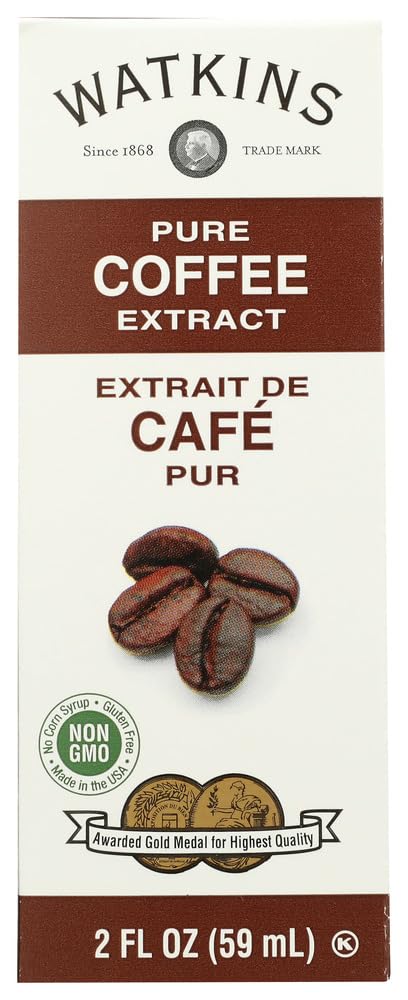 WATKINS
Since 1868 TRADE MARK
PURE
COFFEE
EXTRACT
EXTRAIT DE
CAFÉ
PUR
No Corn Syrup • Gluten Free
NON
GMO
• Made in the USA •
Awarded Gold Medal for Highest Quality
2 FL OZ (59 mL) K